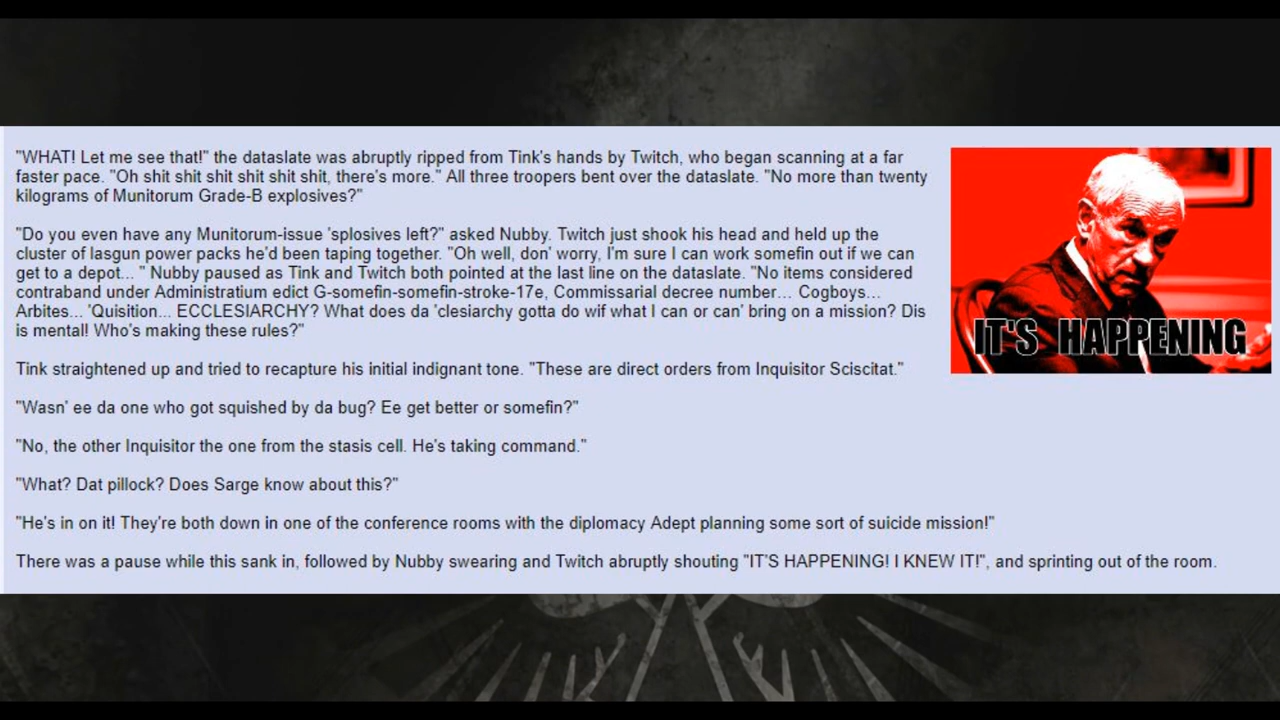 "WHAT! Let me see that!" the dataslate was abruptly ripped from Tink's hands by Twitch, who began scanning at a far
faster pace. "Oh shit shit shit shit shit shit, there's more." All three troopers bent over the dataslate. "No more than twenty
kilograms of Munitorum Grade-B explosives?"
"Do you even have any Munitorum-issue 'splosives left?" asked Nubby. Twitch just shook his head and held up the
cluster of lasgun power packs he'd been taping together. "Oh well, don' worry, I'm sure I can work somefin out if we can
get to a depot... " Nubby paused as Tink and Twitch both pointed at the last line on the dataslate. "No items considered
contraband under Administratium edict G-somefin-somefin-stroke-17e, Commissarial decree number... Cogboys...
Arbites... 'Quisition... ECCLESIARCHY? What does da 'clesiarchy gotta do wif what I can or can' bring on a mission? Dis
is mental! Who's making these rules?"
Tink straightened up and tried to recapture his initial indignant tone. "These are direct orders from Inquisitor Sciscitat."
"Wasn' ee da one who got squished by da bug? Ee get better or somefin?"
"No, the other Inquisitor the one from the stasis cell. He's taking command."
"What? Dat pillock? Does Sarge know about this?"
"He's in on it! They're both down in one of the conference rooms with the diplomacy Adept planning some sort of suicide mission!"
There was a pause while this sank in, followed by Nubby swearing and Twitch abruptly shouting "IT'S HAPPENING! I KNEW IT!", and sprinting out of the room.
IT'S HAPPENING